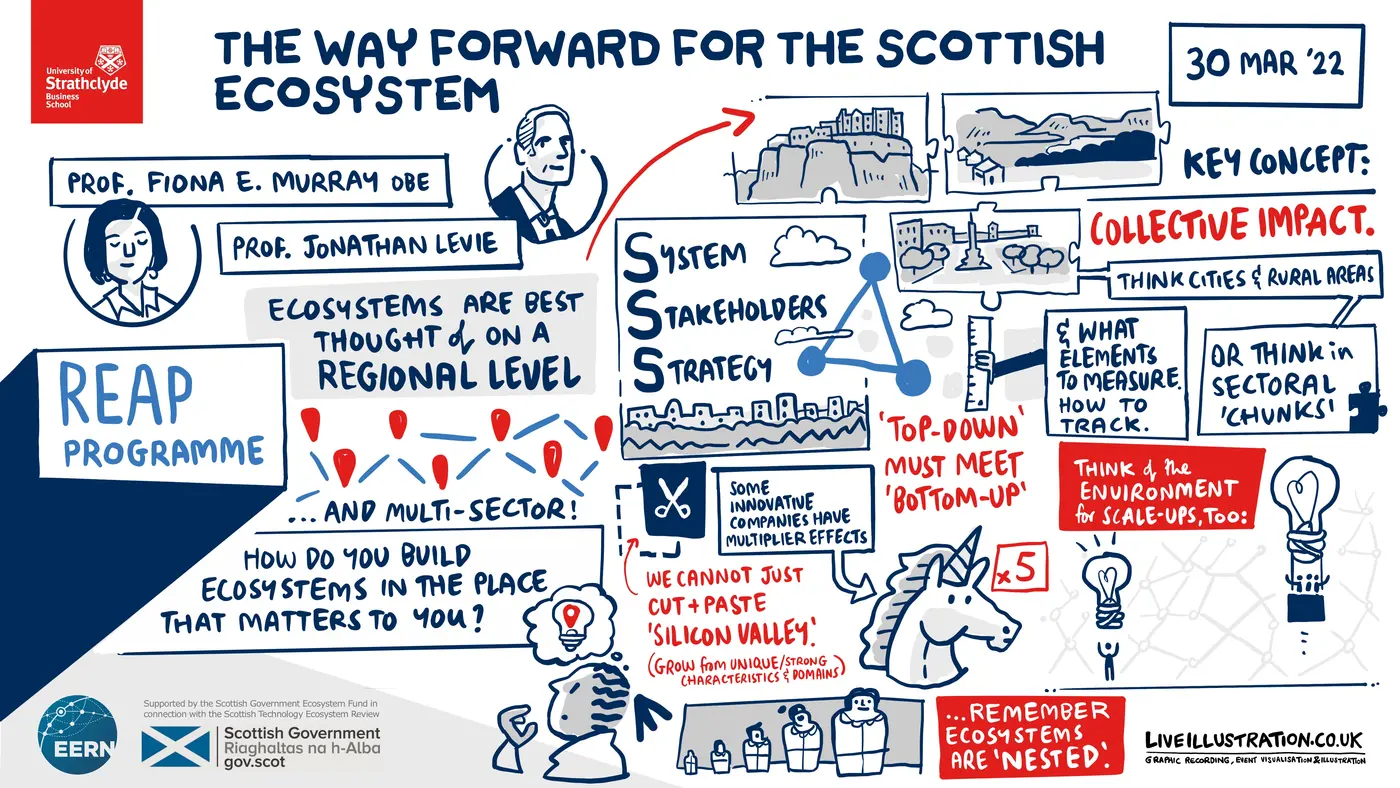 University of
Strathclyde
Business
School
THE WAY FORWARD FOR THE SCOTTISH
ECOSYSTEM
30 MAR '22
PROF. FIONA E. MURRAY OBE
PROF. JONATHAN LEVIE
ECOSYSTEMS ARE BEST
THOUGHT of ON A
REGIONAL LEVEL
REAP
PROGRAMME
...AND MULTI-SECTOR!
HOW DO YOU BUILD
ECOSYSTEMS IN THE PLACE
THAT MATTERS TO YOU?
SYSTEM
STAKEHOLDERS
STRATEGY
KEY CONCEPT:
COLLECTIVE IMPACT.
THINK CITIES & RURAL AREAS
& WHAT
ELEMENTS
TO MEASURE.
HOW TO
TRACK.
OR THINK in
SECTORAL
'CHUNKS'
'TOP-DOWN'
MUST MEET
'BOTTOM-UP'
SOME
INNOVATIVE
COMPANIES HAVE
MULTIPLIER EFFECTS
x5
WE CANNOT JUST
CUT + PASTE
'SILICON VALLEY.'
(GROW from UNIQUE/STRONG
CHARACTERISTICS & DOMAINS)
THINK of the
ENVIRONMENT
for SCALE-UPS, TOO:
...REMEMBER
ECOSYSTEMS
ARE 'NESTED'.
EERN
Supported by the Scottish Government Ecosystem Fund in
connection with the Scottish Technology Ecosystem Review
Scottish Government
Riaghaltas na h-Alba
gov.scot
LIVEILLUSTRATION.CO.UK
GRAPHIC RECORDING, EVENT VISUALISATION & ILLUSTRATION